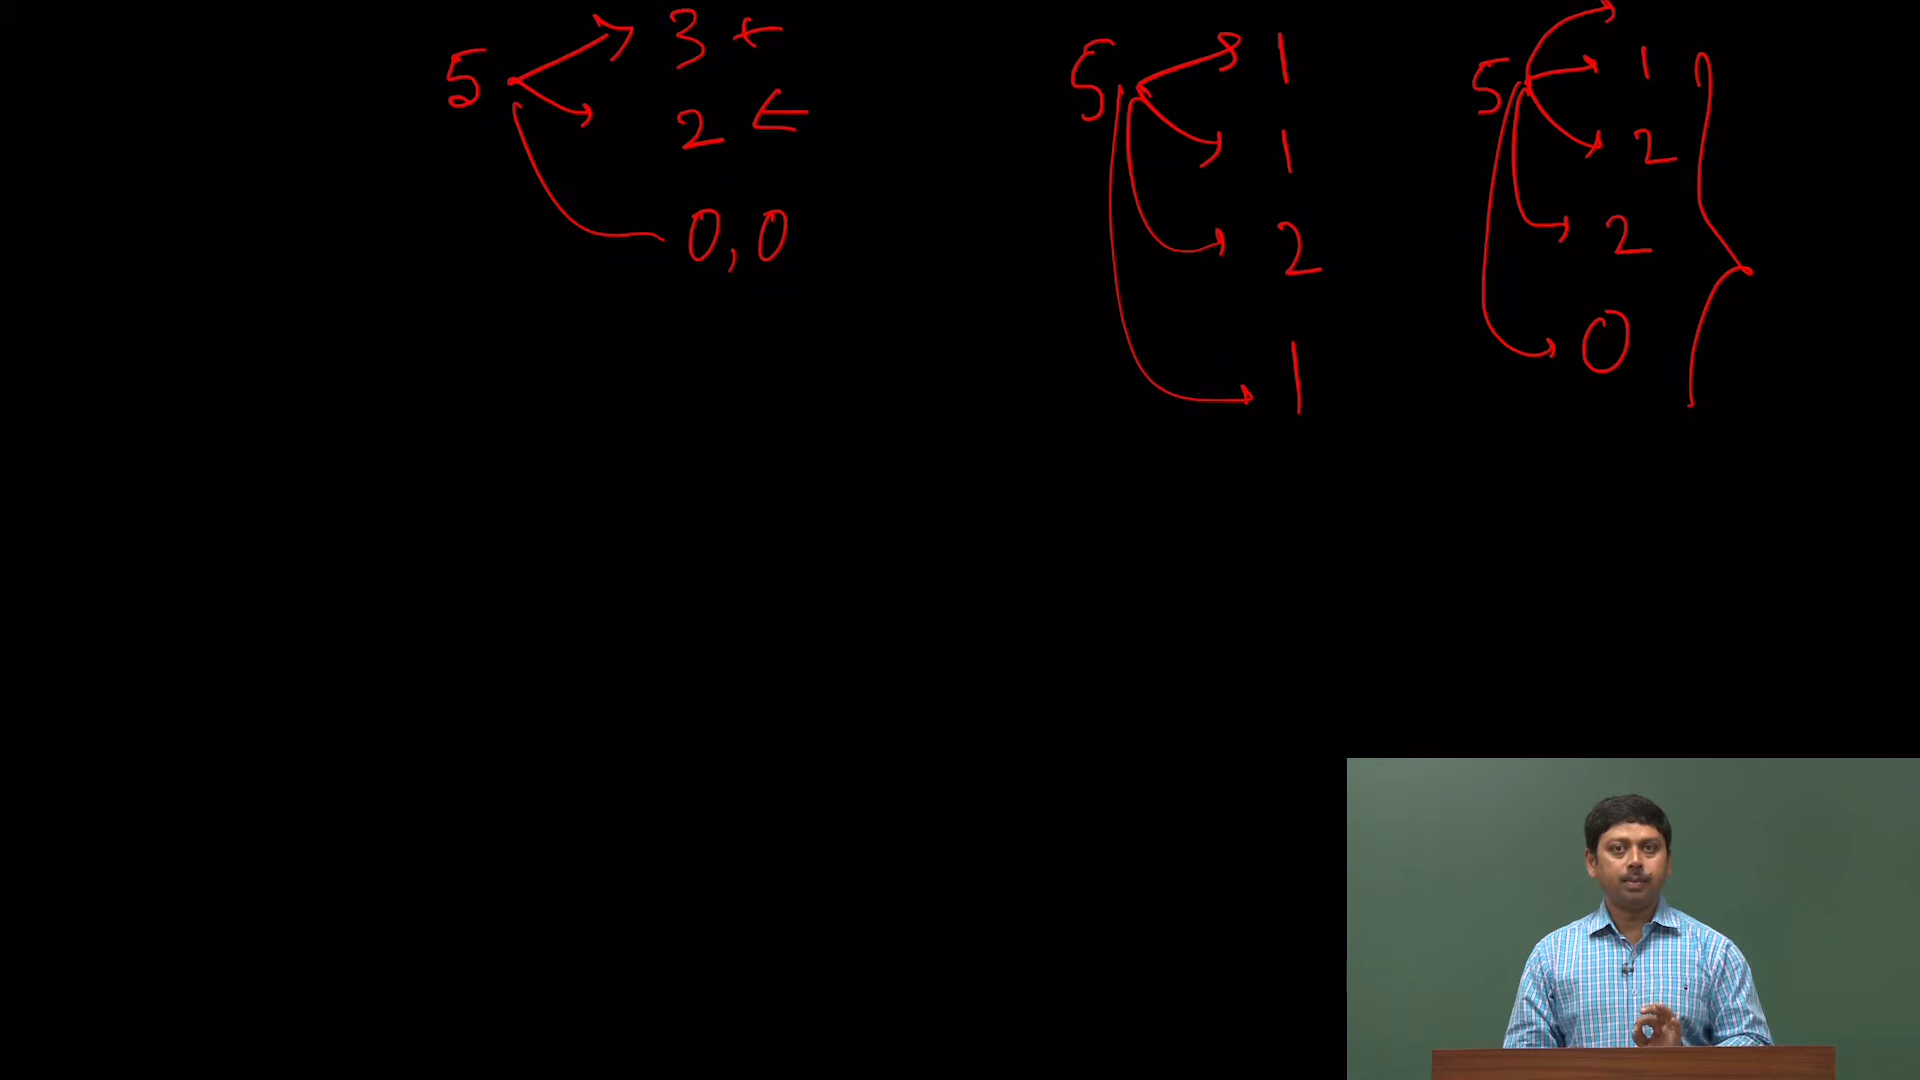 5 → 3 ←
→ 2 ←
0,0
5 → 1
→ 1
→ 2
→ 1
5 →
→ 1
→ 2
→ 2
→ 0 }